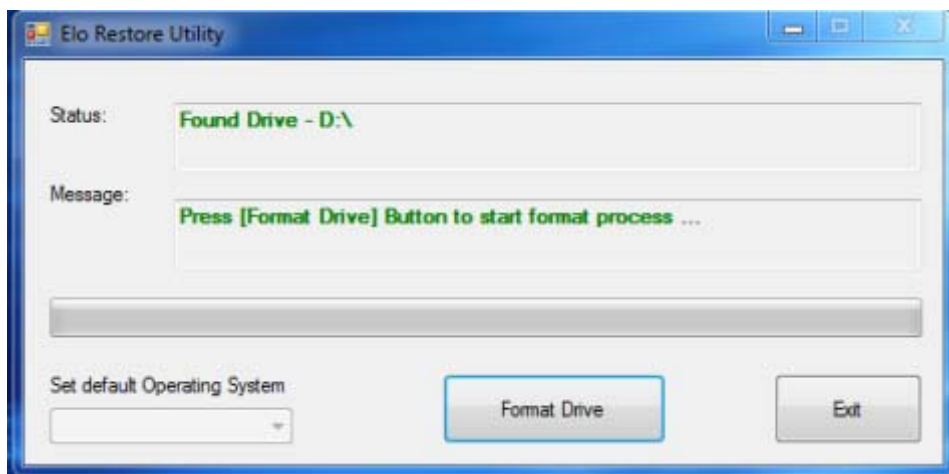 Elo Restore Utility
Status:
Found Drive - D:\
Message:
Press [Format Drive] Button to start format process ...
Set default Operating System
Format Drive
Exit